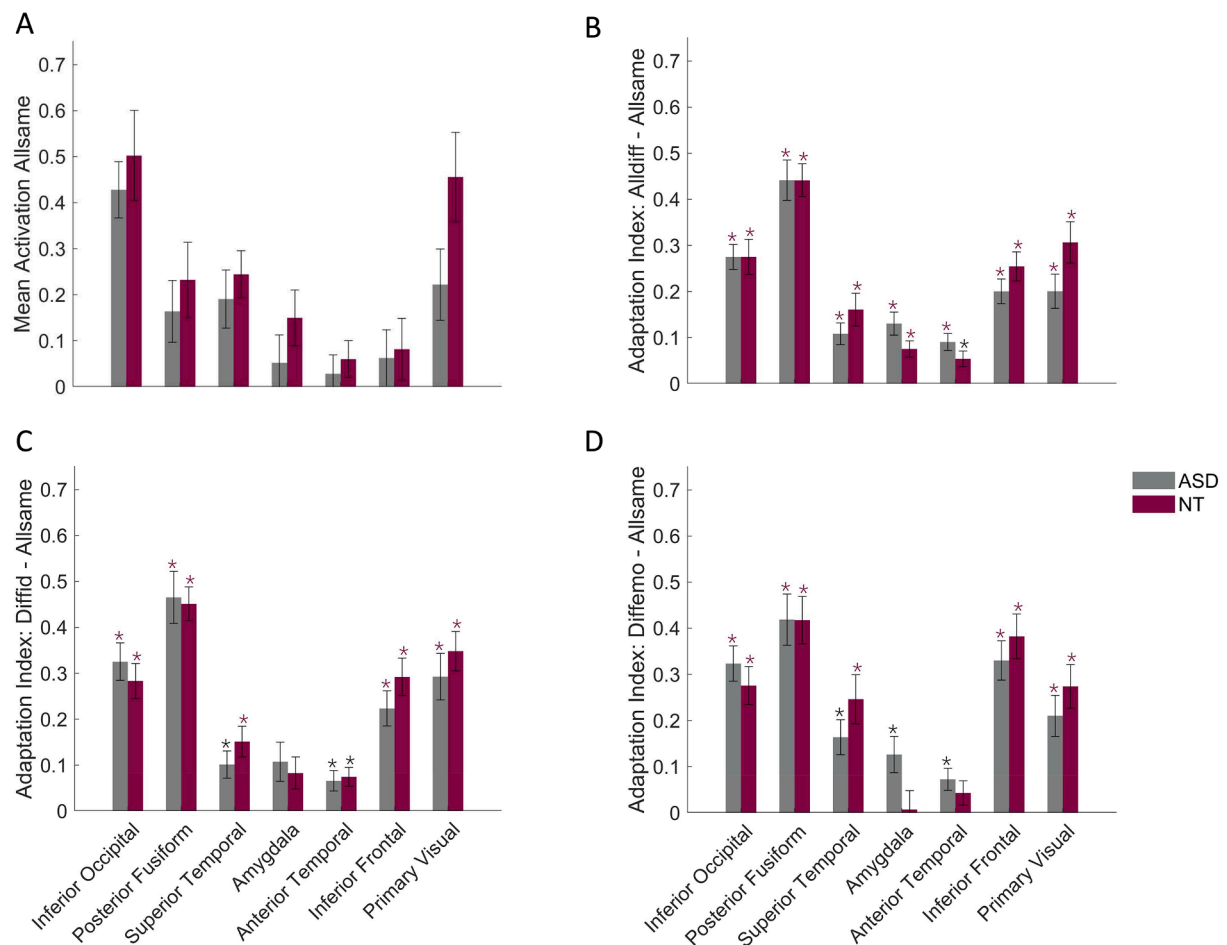 A
Mean Activation Allsame
0.7
0.6
0.5
0.4
0.3
0.2
0.1
0
B
Adaptation Index: Alldiff - Allsame
0.7
0.6
0.5
0.4
0.3
0.2
0.1
0
* * * * * * * * * * * * * *
C
Adaptation Index: Diffid - Allsame
0.7
0.6
0.5
0.4
0.3
0.2
0.1
0
* * * * * * * * * * * *
Inferior Occipital
Posterior Fusiform
Superior Temporal
Amygdala
Anterior Temporal
Inferior Frontal
Primary Visual
D
Adaptation Index: Diffemo - Allsame
0.7
0.6
0.5
0.4
0.3
0.2
0.1
0
* * * * * * * * * * * *
Inferior Occipital
Posterior Fusiform
Superior Temporal
Amygdala
Anterior Temporal
Inferior Frontal
Primary Visual
ASD
NT